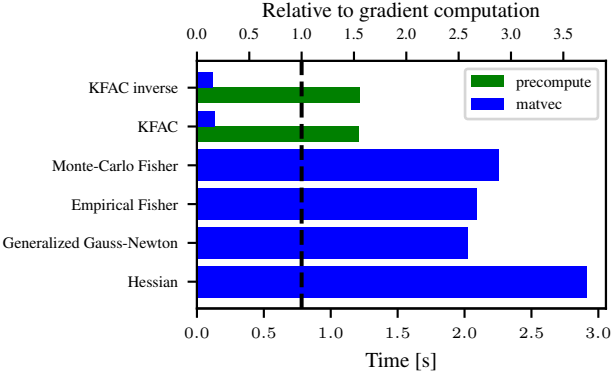 Relative to gradient computation
0.0 0.5 1.0 1.5 2.0 2.5 3.0 3.5
precompute
matvec
KFAC inverse
KFAC
Monte-Carlo Fisher
Empirical Fisher
Generalized Gauss-Newton
Hessian
0.0 0.5 1.0 1.5 2.0 2.5 3.0
Time [s]